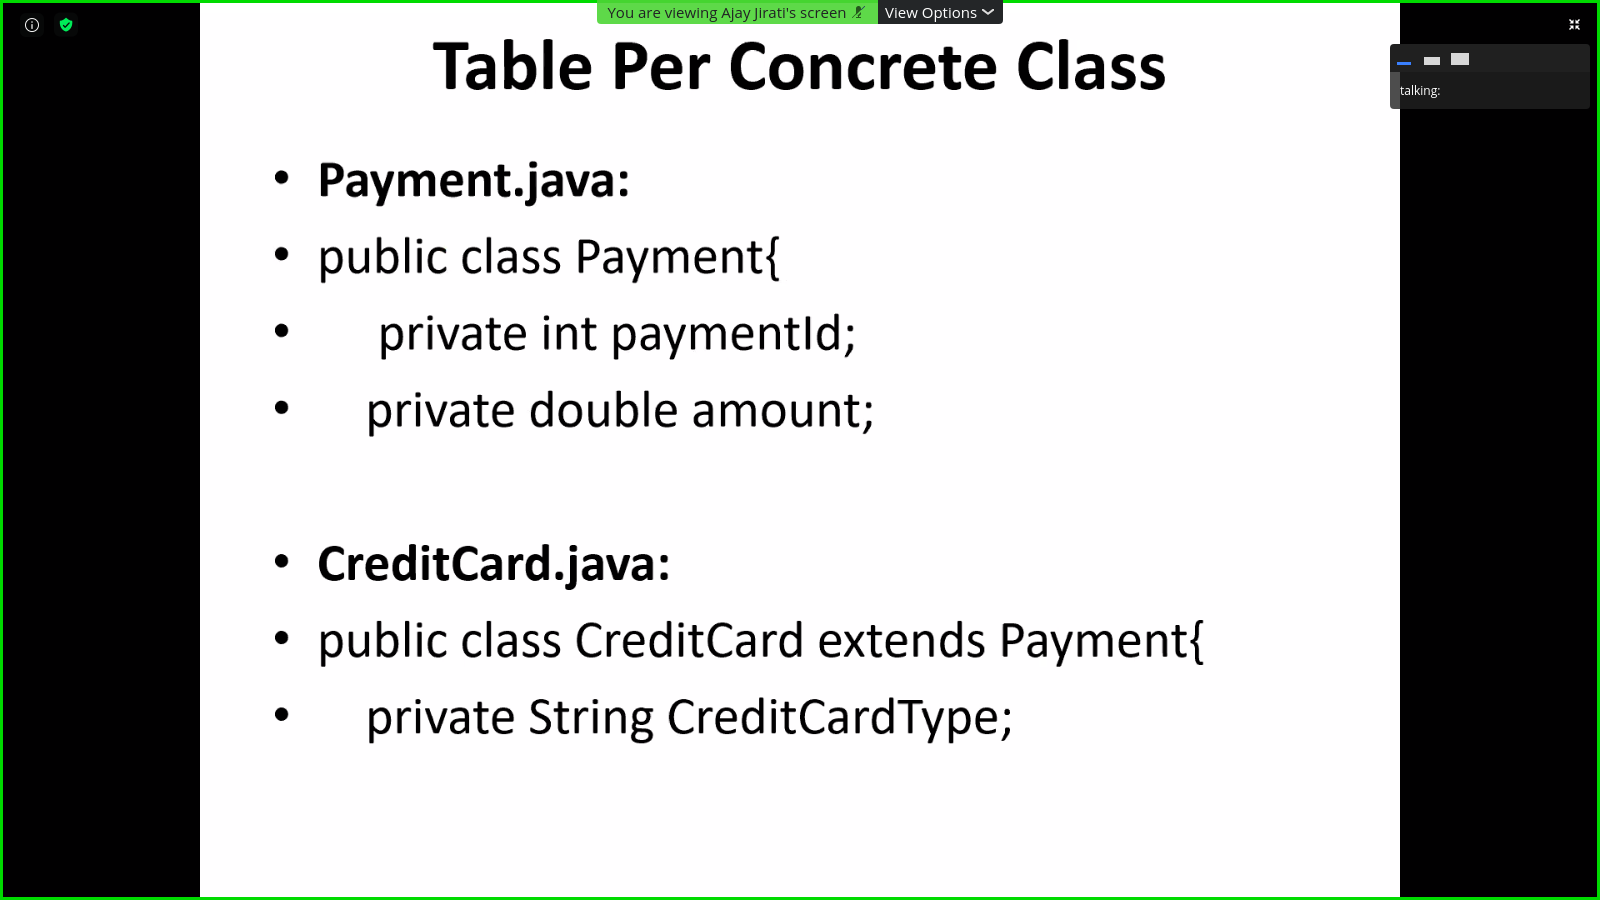 You are viewing Ajay Jirati's screen View Options
Table Per Concrete Class
talking:
• Payment.java:
• public class Payment{
• private int paymentId;
• private double amount;
• CreditCard.java:
• public class CreditCard extends Payment{
• private String CreditCardType;